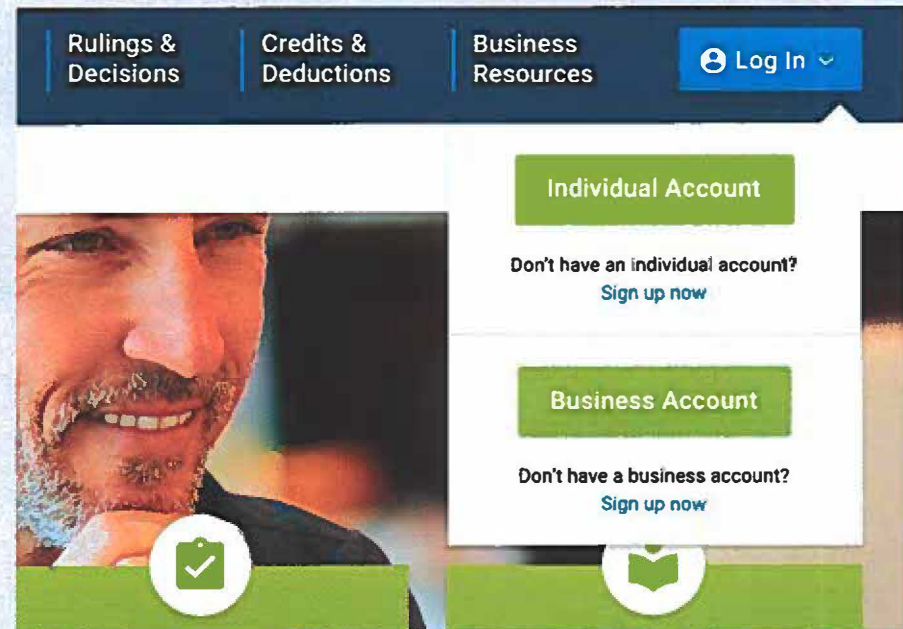 Rulings &
Decisions
Credits &
Deductions
Business
Resources
Log In
Individual Account
Don't have an individual account?
Sign up now
Business Account
Don't have a business account?
Sign up now